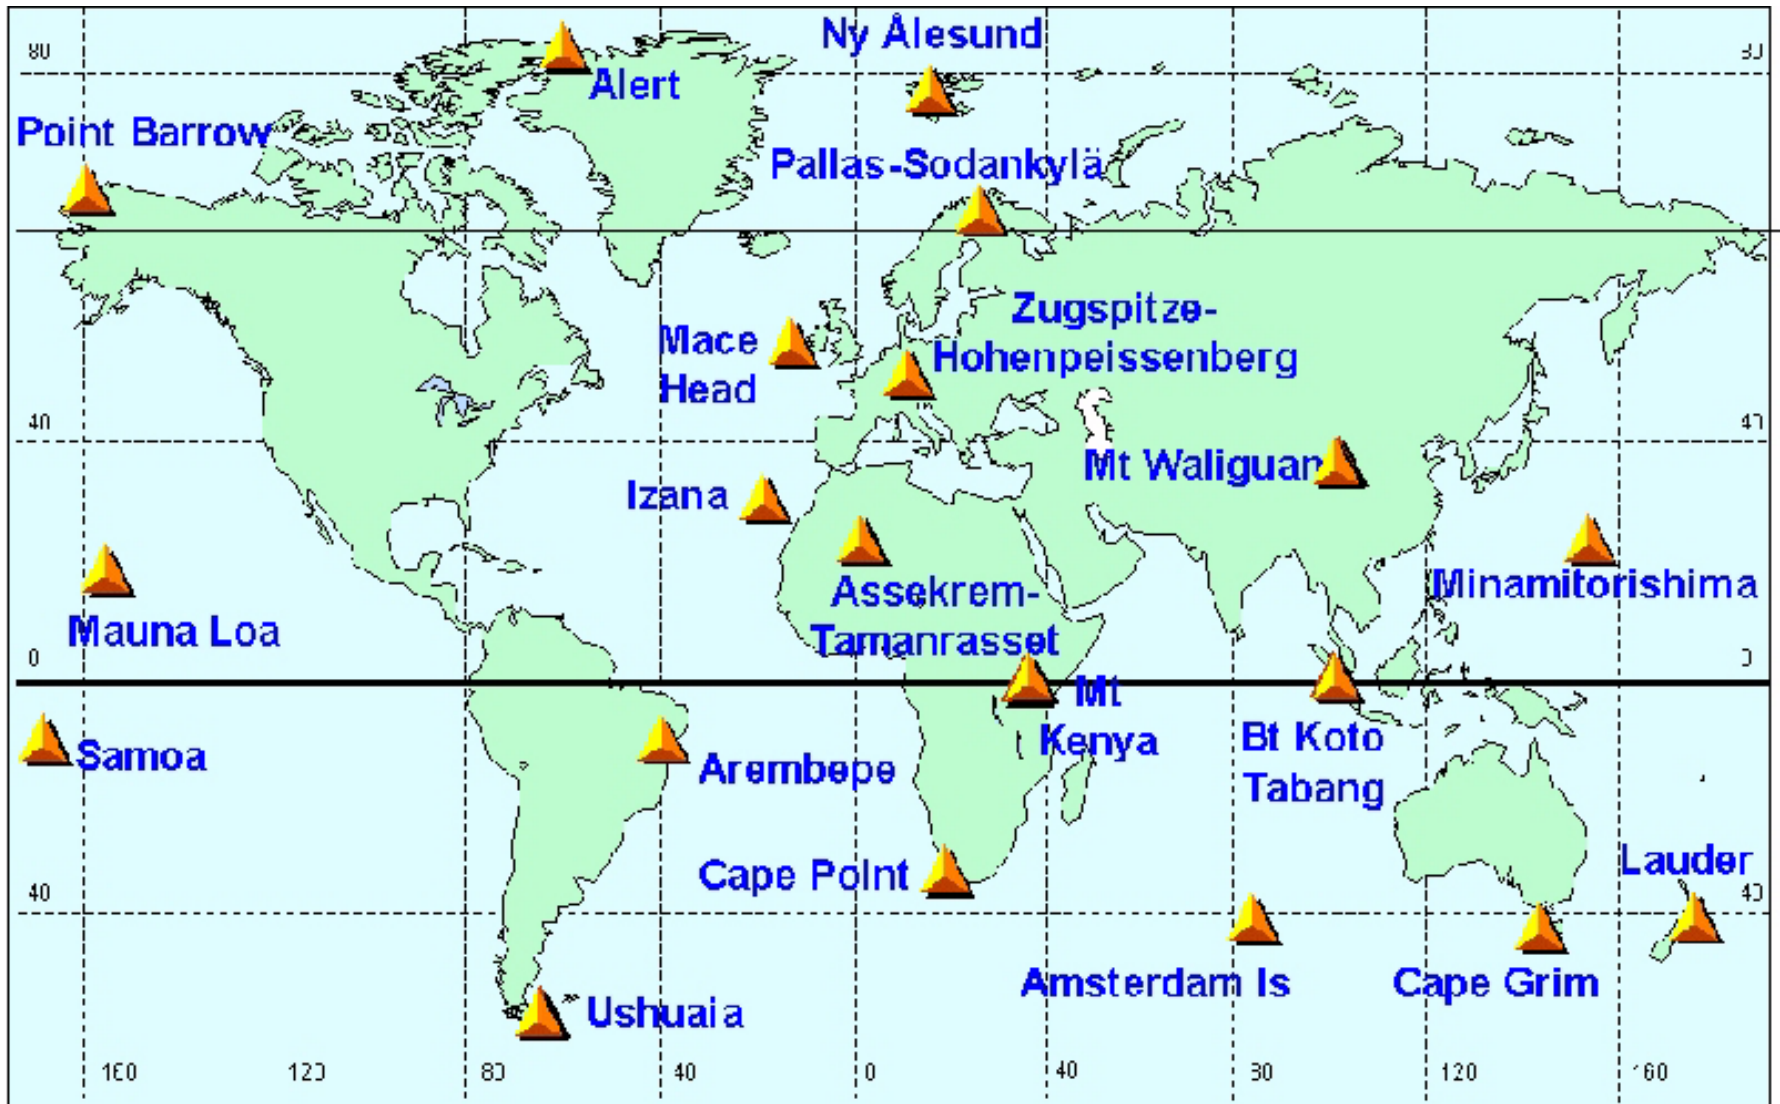 Ny Ålesund
80
80
Alert
Point Barrow
Pallas-Sodankylä
Zugspitze-
Hohenpeissenberg
Mace
Head
40
40
Mt Waliguan
Izana
Assekrem-
Tamanrasset
Minamitorishima
Mauna Loa
0
0
Mt
Kenya
Samoa
Arembepe
Bt Koto
Tabang
Cape Point
Lauder
40
40
Amsterdam Is
Cape Grim
Ushuaia
160 120 80 40 0 40 80 120 160